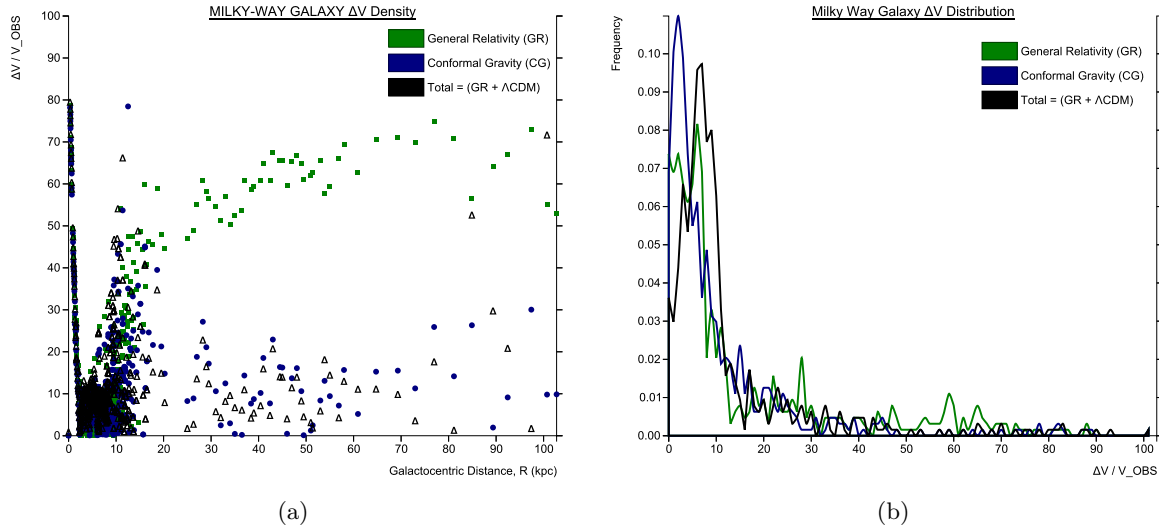 MILKY-WAY GALAXY ΔV Density
ΔV / V_OBS
100
90
80
70
60
50
40
30
20
10
0
General Relativity (GR)
Conformal Gravity (CG)
Total = (GR + ΛCDM)
0 10 20 30 40 50 60 70 80 90 100
Galactocentric Distance, R (kpc)
(a)
Milky Way Galaxy ΔV Distribution
Frequency
0.10
0.09
0.08
0.07
0.06
0.05
0.04
0.03
0.02
0.01
0.00
General Relativity (GR)
Conformal Gravity (CG)
Total = (GR + ΛCDM)
0 10 20 30 40 50 60 70 80 90 100
ΔV / V_OBS
(b)